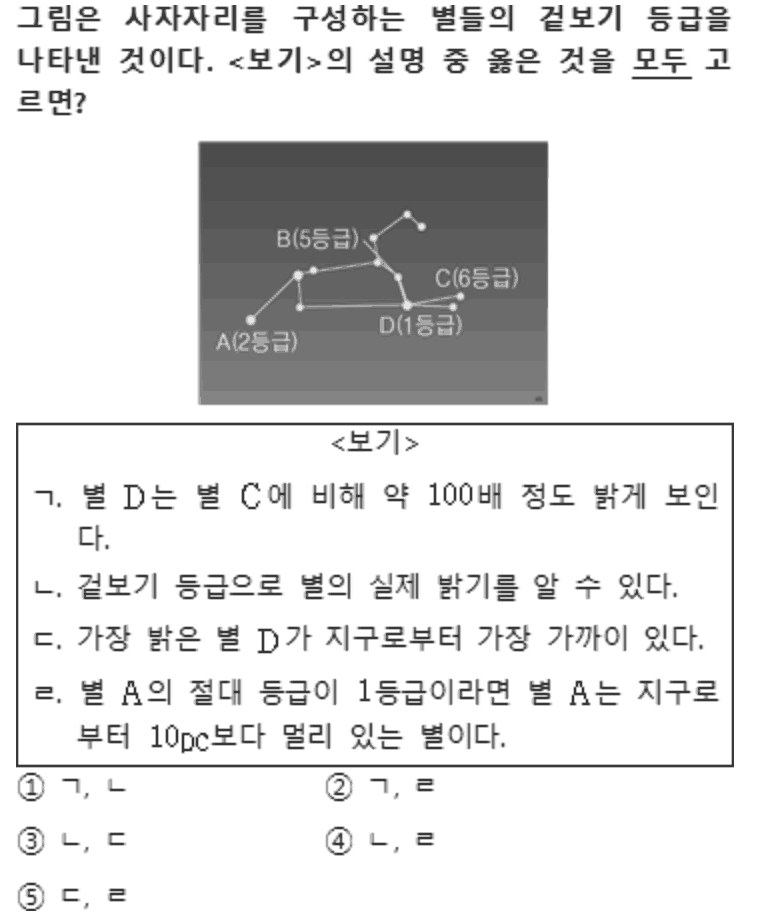 그림은 사자자리를 구성하는 별들의 겉보기 등급을
나타낸 것이다. <보기>의 설명 중 옳은 것을 모두 고
르면?
B(5등급)
C(6등급)
D(1등급)
A(2등급)
<보기>
ㄱ. 별 D는 별 C에 비해 약 100배 정도 밝게 보인
다.
ㄴ. 겉보기 등급으로 별의 실제 밝기를 알 수 있다.
ㄷ. 가장 밝은 별 D가 지구로부터 가장 가까이 있다.
ㄹ. 별 A의 절대 등급이 1등급이라면 별 A는 지구로
부터 10pc보다 멀리 있는 별이다.
① ㄱ, ㄴ ② ㄱ, ㄹ
③ ㄴ, ㄷ ④ ㄴ, ㄹ
⑤ ㄷ, ㄹ